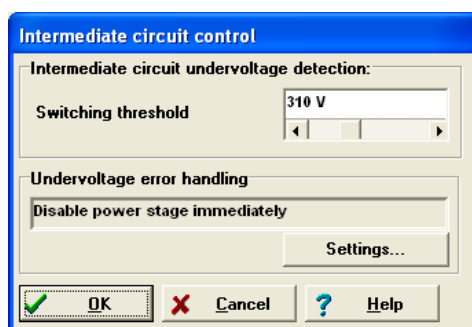 Intermediate circuit control
Intermediate circuit undervoltage detection:
Switching threshold
310 V
Undervoltage error handling
Disable power stage immediately
Settings...
OK
Cancel
Help